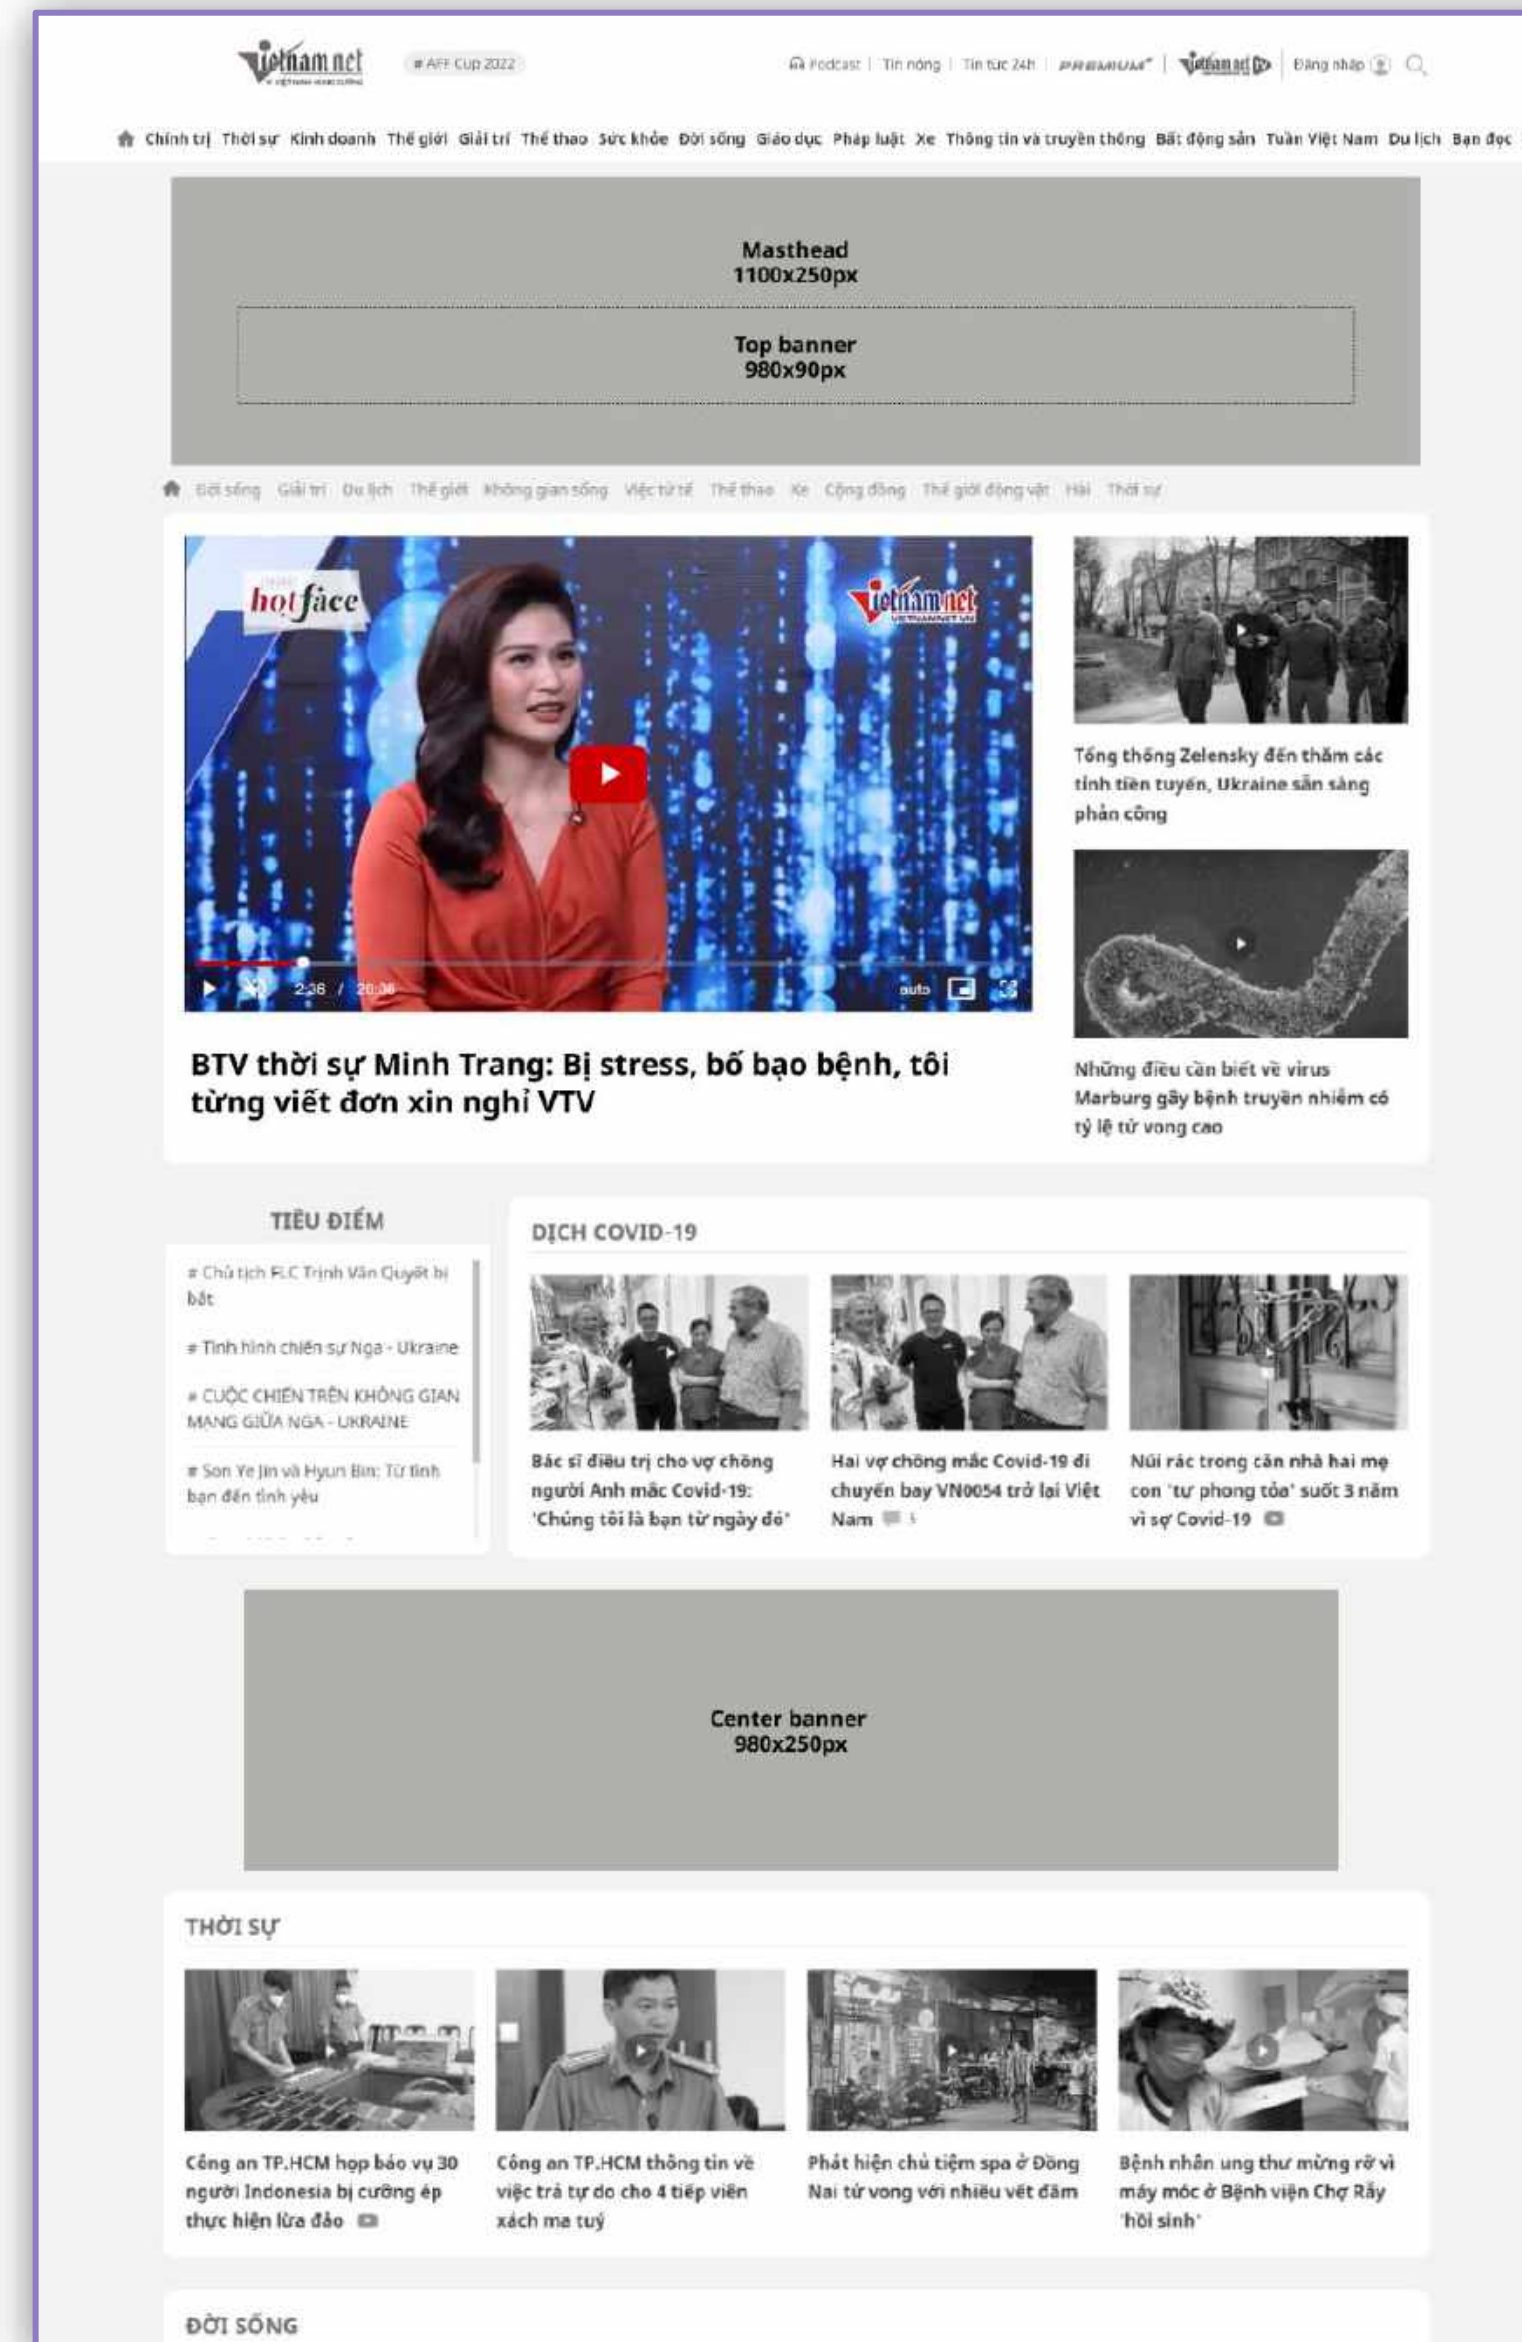 Vietnamnet
# AFF Cup 2022
Podcast | Tin nóng | Tin tức 24h | PREMIUM | Vietnamnet TV | Đăng nhập
Chính trị Thời sự Kinh doanh Thế giới Giải trí Thể thao Sức khỏe Đời sống Giáo dục Pháp luật Xe Thông tin và truyền thông Bất động sản Tuần Việt Nam Du lịch Bạn đọc
Masthead
1100x250px
Top banner
980x90px
Đời sống Giải trí Du lịch Thế giới Không gian sống Việc tử tế Thể thao Xe Cộng đồng Thế giới động vật Hài Thời sự
hotface
Vietnamnet
VIETNAMNET.VN
2:36 / 20:36
auto
BTV thời sự Minh Trang: Bị stress, bố bạo bệnh, tôi
từng viết đơn xin nghỉ VTV
Tổng thống Zelensky đến thăm các
tỉnh tiền tuyến, Ukraine sẵn sàng
phản công
Những điều cần biết về virus
Marburg gây bệnh truyền nhiễm có
tỷ lệ tử vong cao
TIÊU ĐIỂM
# Chủ tịch FLC Trịnh Văn Quyết bị
bắt
# Tình hình chiến sự Nga - Ukraine
# CUỘC CHIẾN TRÊN KHÔNG GIAN
MẠNG GIỮA NGA - UKRAINE
# Son Ye Jin và Hyun Bin: Từ tình
bạn đến tình yêu
DỊCH COVID-19
Bác sĩ điều trị cho vợ chồng
người Anh mắc Covid-19:
'Chúng tôi là bạn từ ngày đó'
Hai vợ chồng mắc Covid-19 đi
chuyến bay VN0054 trở lại Việt
Nam
Núi rác trong căn nhà hai mẹ
con 'tự phong tỏa' suốt 3 năm
vì sợ Covid-19
Center banner
980x250px
THỜI SỰ
Công an TP.HCM họp báo vụ 30
người Indonesia bị cưỡng ép
thực hiện lừa đảo
Công an TP.HCM thông tin về
việc trả tự do cho 4 tiếp viên
xách ma tuý
Phát hiện chủ tiệm spa ở Đồng
Nai tử vong với nhiều vết đâm
Bệnh nhân ung thư mừng rỡ vì
máy móc ở Bệnh viện Chợ Rẫy
'hồi sinh'
ĐỜI SỐNG